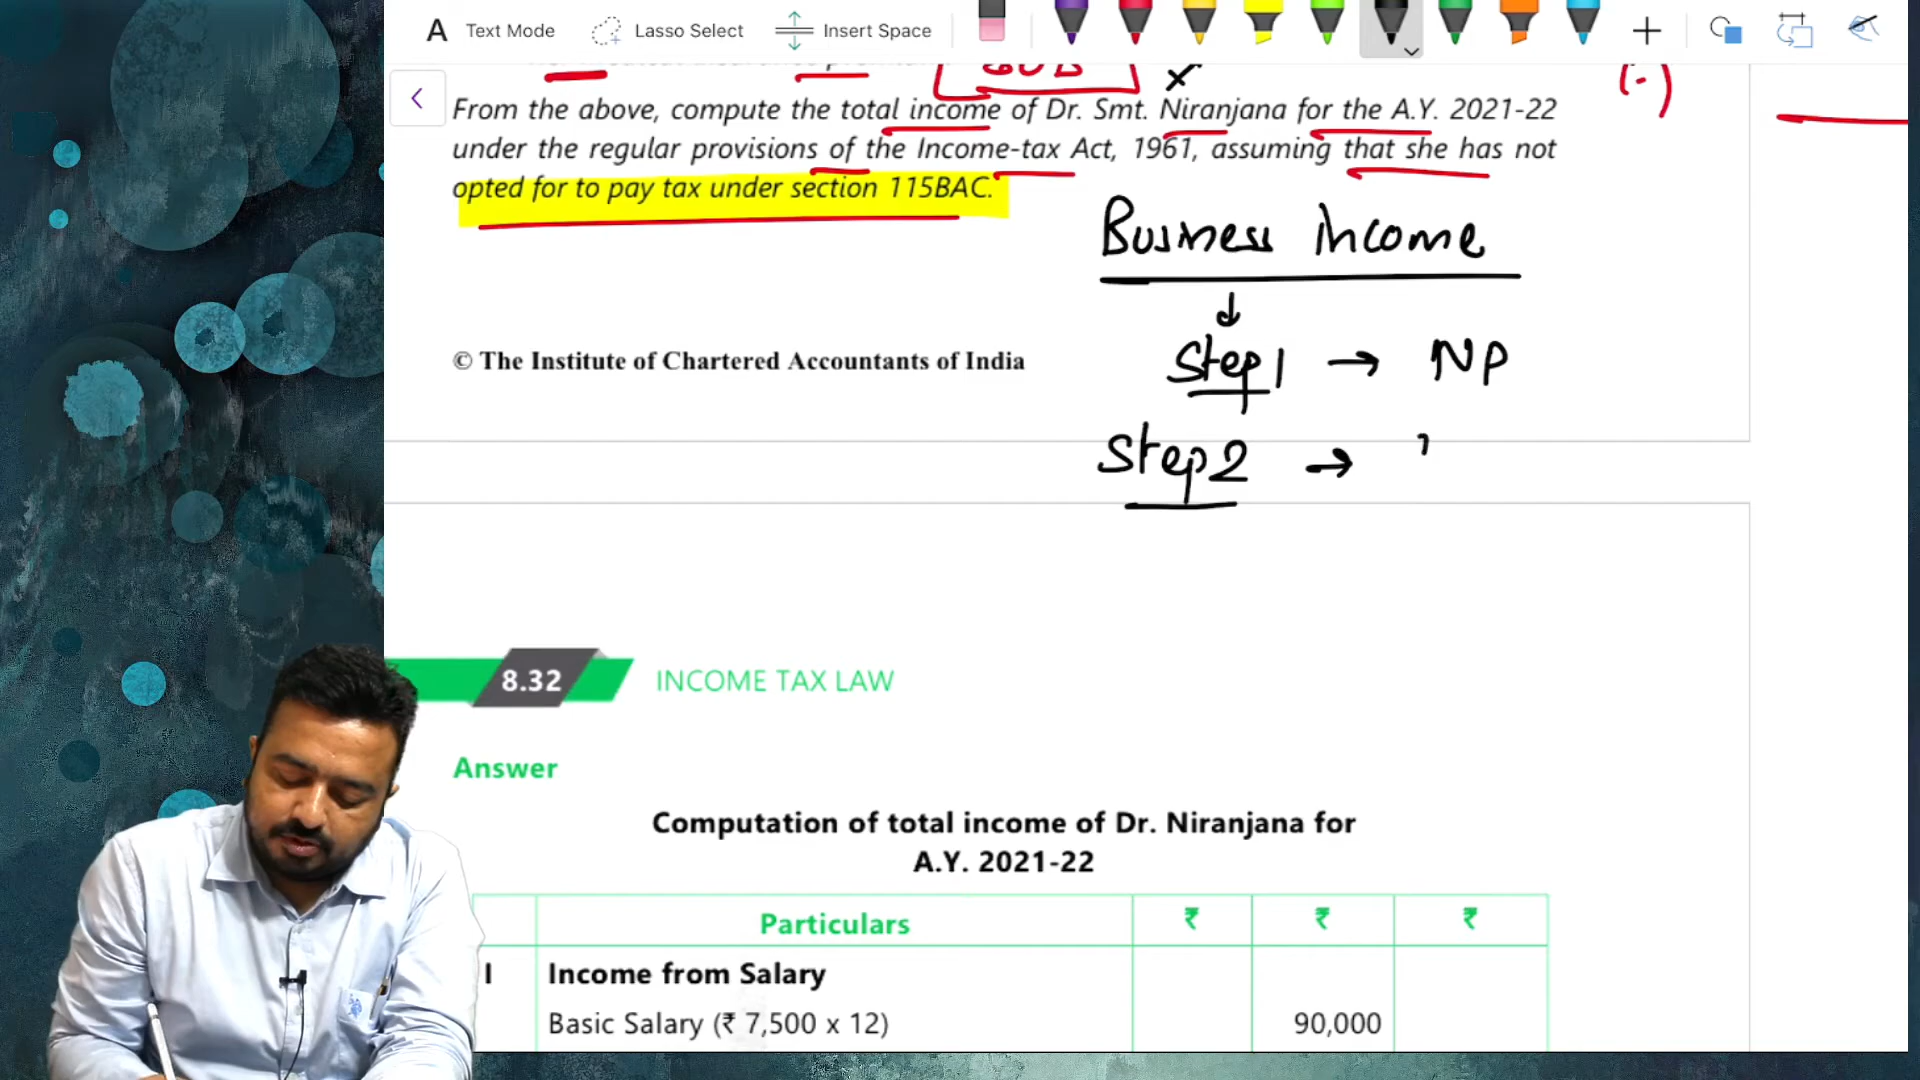 A Text Mode Lasso Select Insert Space
80D
x
(-)
From the above, compute the total income of Dr. Smt. Niranjana for the A.Y. 2021-22
under the regular provisions of the Income-tax Act, 1961, assuming that she has not
opted for to pay tax under section 115BAC.
Business income
↓
Step 1 → NP
© The Institute of Chartered Accountants of India
Step 2 →
8.32 INCOME TAX LAW
Answer
Computation of total income of Dr. Niranjana for
A.Y. 2021-22
Particulars ₹ ₹ ₹
I Income from Salary
Basic Salary (₹ 7,500 x 12) 90,000